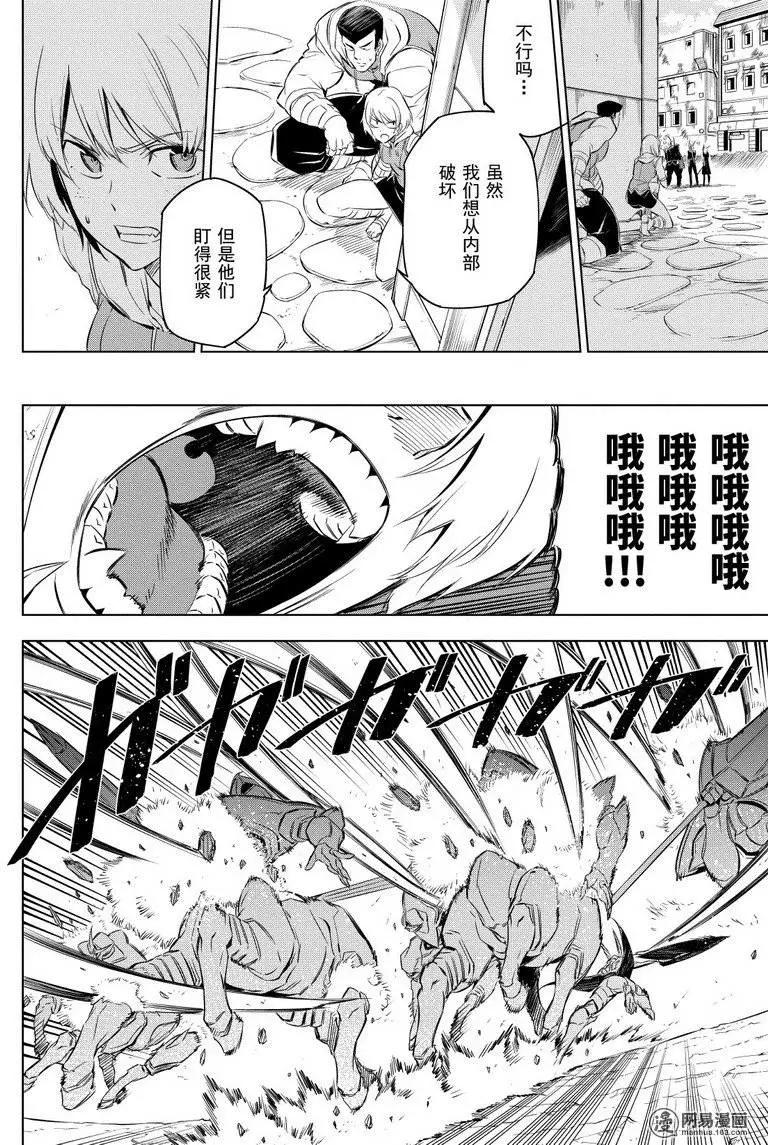 不行吗…
虽然
我们想从内部
破坏
但是他们
盯得很紧
哦哦哦哦
哦哦哦
哦哦哦!!!
ガガガガガガ
网易漫画
manhua.163.com